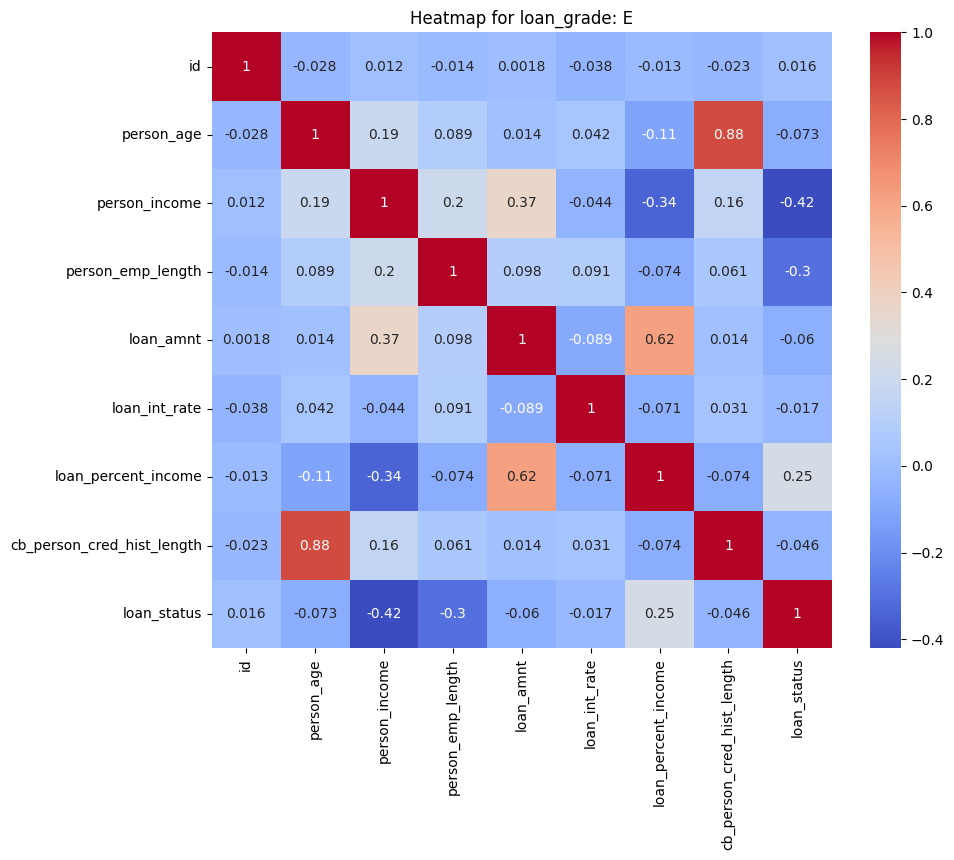 Heatmap for loan_grade: E
id 1 -0.028 0.012 -0.014 0.0018 -0.038 -0.013 -0.023 0.016
person_age -0.028 1 0.19 0.089 0.014 0.042 -0.11 0.88 -0.073
person_income 0.012 0.19 1 0.2 0.37 -0.044 -0.34 0.16 -0.42
person_emp_length -0.014 0.089 0.2 1 0.098 0.091 -0.074 0.061 -0.3
loan_amnt 0.0018 0.014 0.37 0.098 1 -0.089 0.62 0.014 -0.06
loan_int_rate -0.038 0.042 -0.044 0.091 -0.089 1 -0.071 0.031 -0.017
loan_percent_income -0.013 -0.11 -0.34 -0.074 0.62 -0.071 1 -0.074 0.25
cb_person_cred_hist_length -0.023 0.88 0.16 0.061 0.014 0.031 -0.074 1 -0.046
loan_status 0.016 -0.073 -0.42 -0.3 -0.06 -0.017 0.25 -0.046 1
id
person_age
person_income
person_emp_length
loan_amnt
loan_int_rate
loan_percent_income
cb_person_cred_hist_length
loan_status
1.0
0.8
0.6
0.4
0.2
0.0
−0.2
−0.4